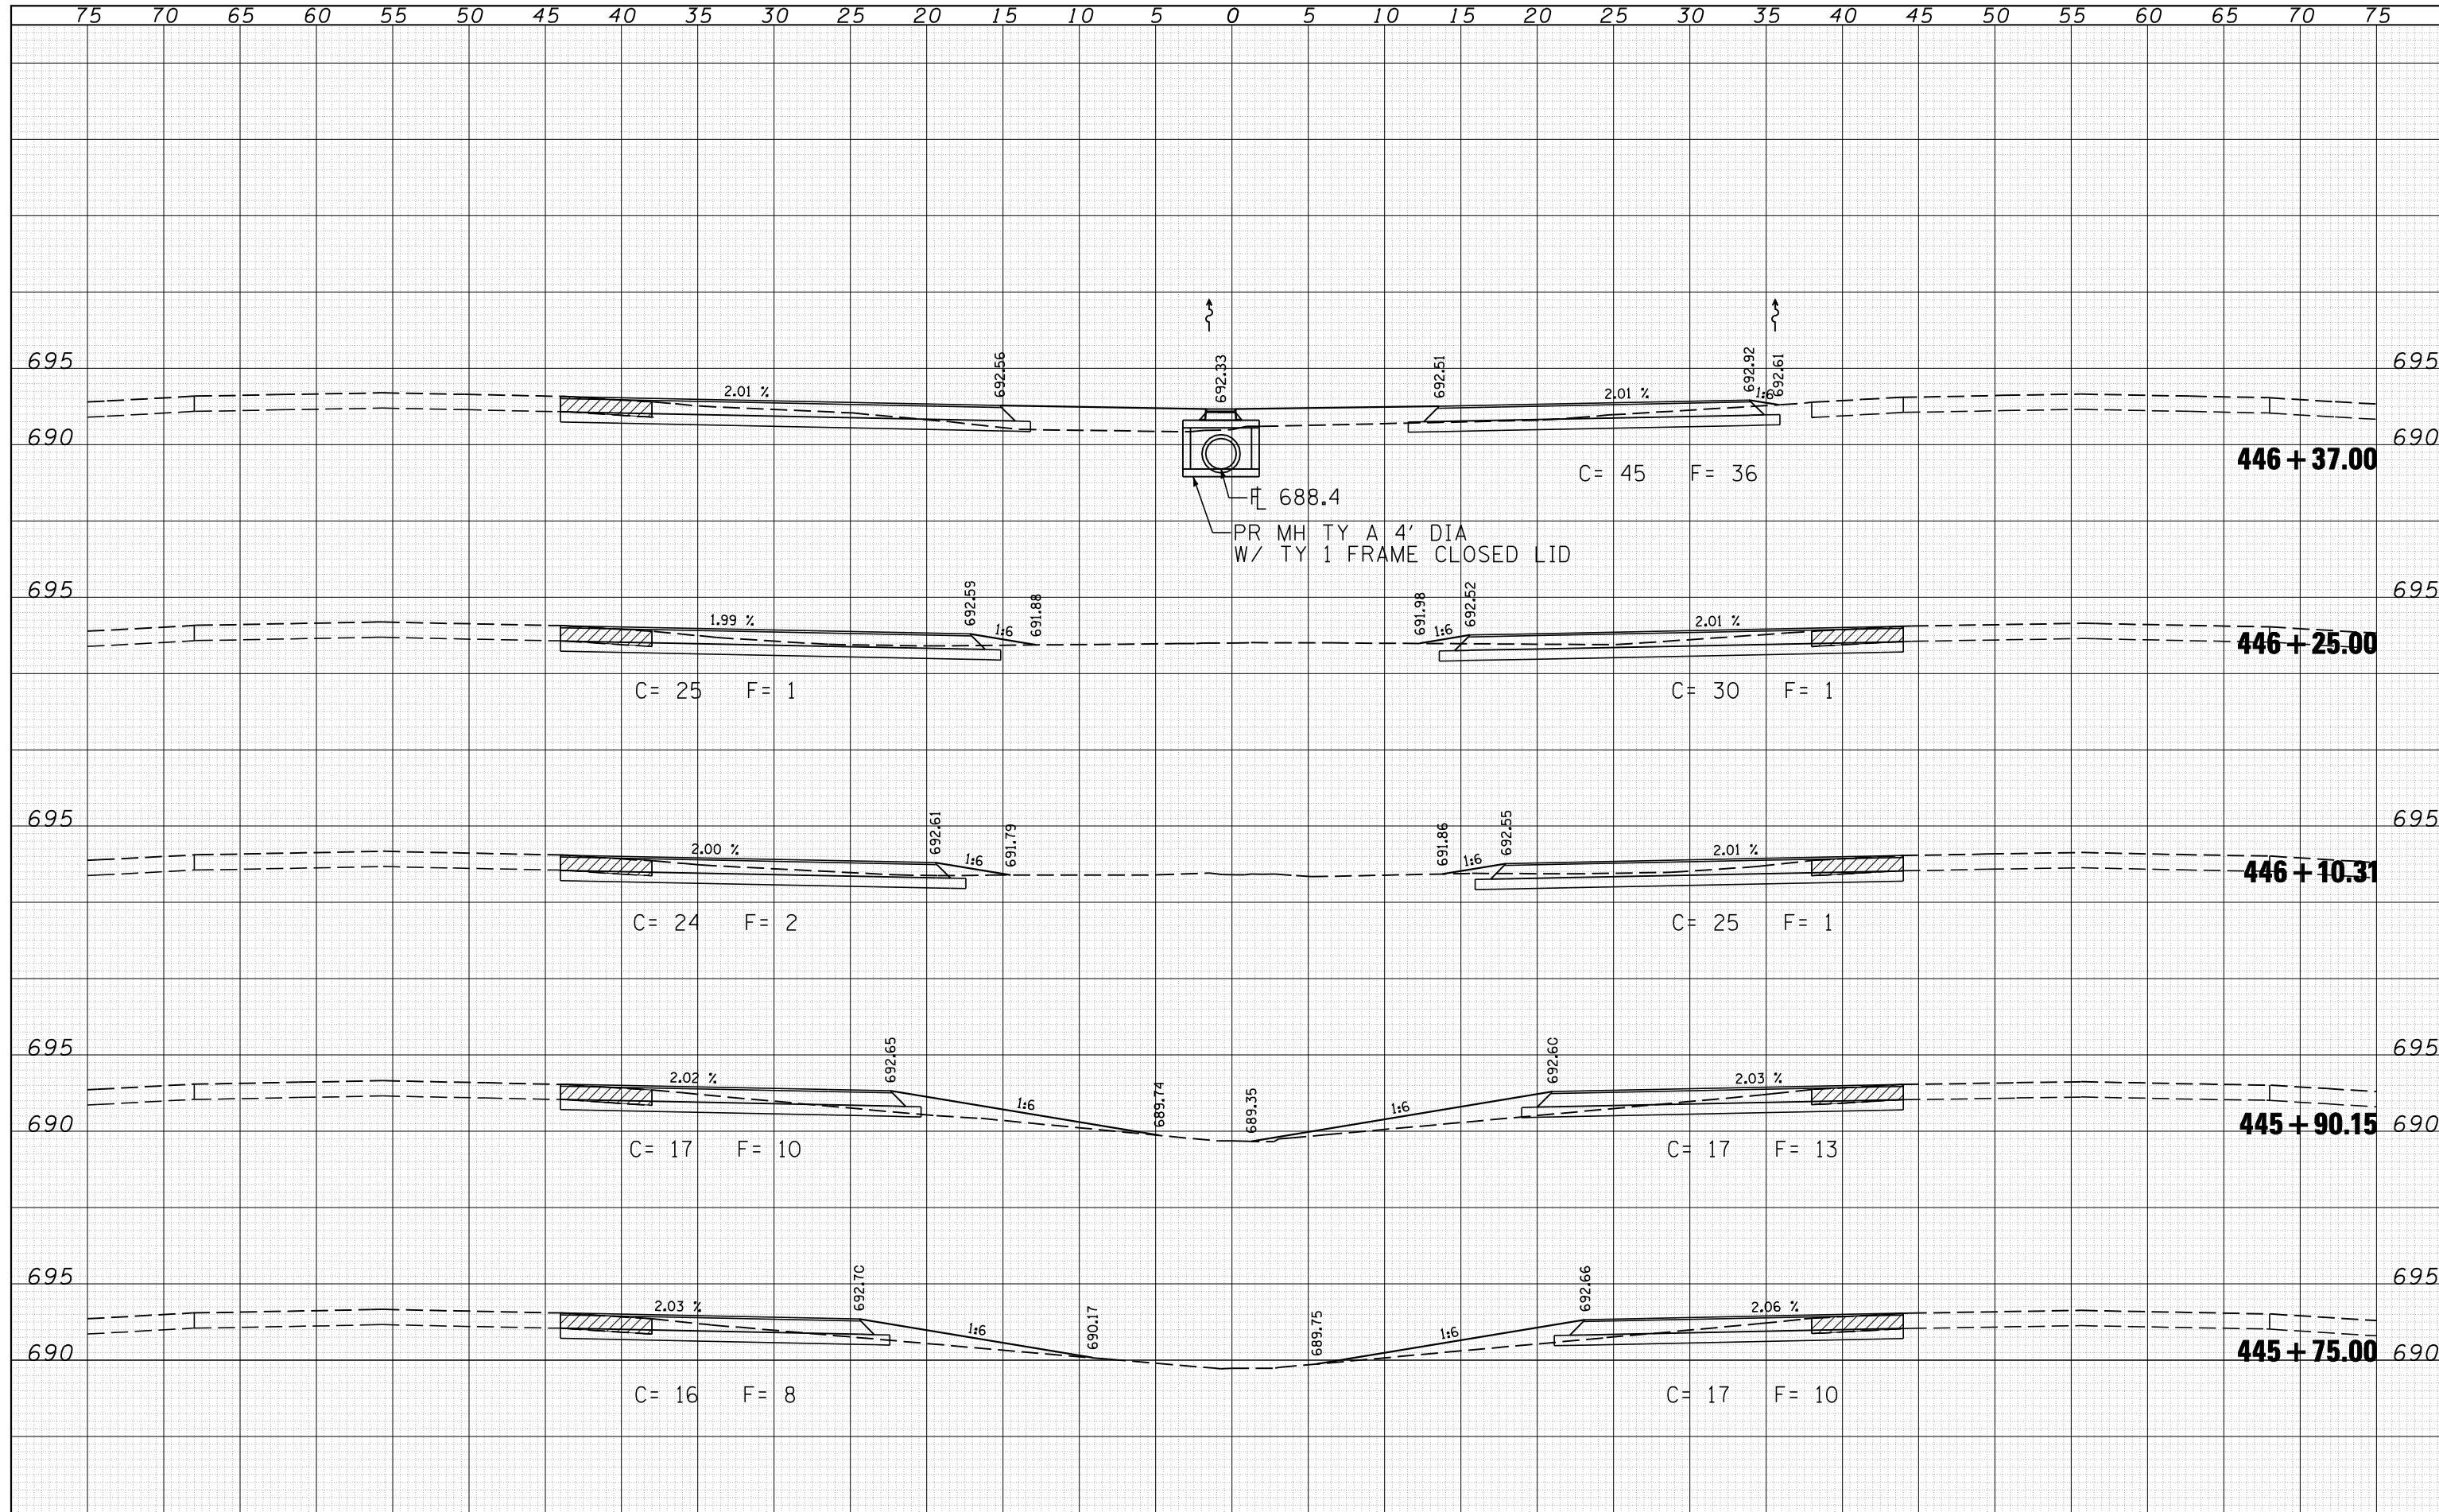 75 70 65 60 55 50 45 40 35 30 25 20 15 10 5 0 5 10 15 20 25 30 35 40 45 50 55 60 65 70 75
692.56 692.33 692.51 692.92 692.61
695 695
2.01 % 2.01 % 1:6
690 690
446+37.00
C= 45 F= 36
FL 688.4
PR MH TY A 4' DIA
W/ TY 1 FRAME CLOSED LID
692.59 691.88 691.98 692.52
695 695
1.99 % 1:6 1:6 2.01 %
446+25.00
C= 25 F= 1 C= 30 F= 1
692.61 691.79 691.86 692.55
695 695
2.00 % 1:6 1:6 2.01 %
446+10.31
C= 24 F= 2 C= 25 F= 1
692.65 689.74 689.35 692.60
695 695
2.02 % 1:6 1:6 2.03 %
690 445+90.15 690
C= 17 F= 10 C= 17 F= 13
692.70 690.17 689.75 692.66
695 695
2.03 % 1:6 1:6 2.06 %
690 445+75.00 690
C= 16 F= 8 C= 17 F= 10